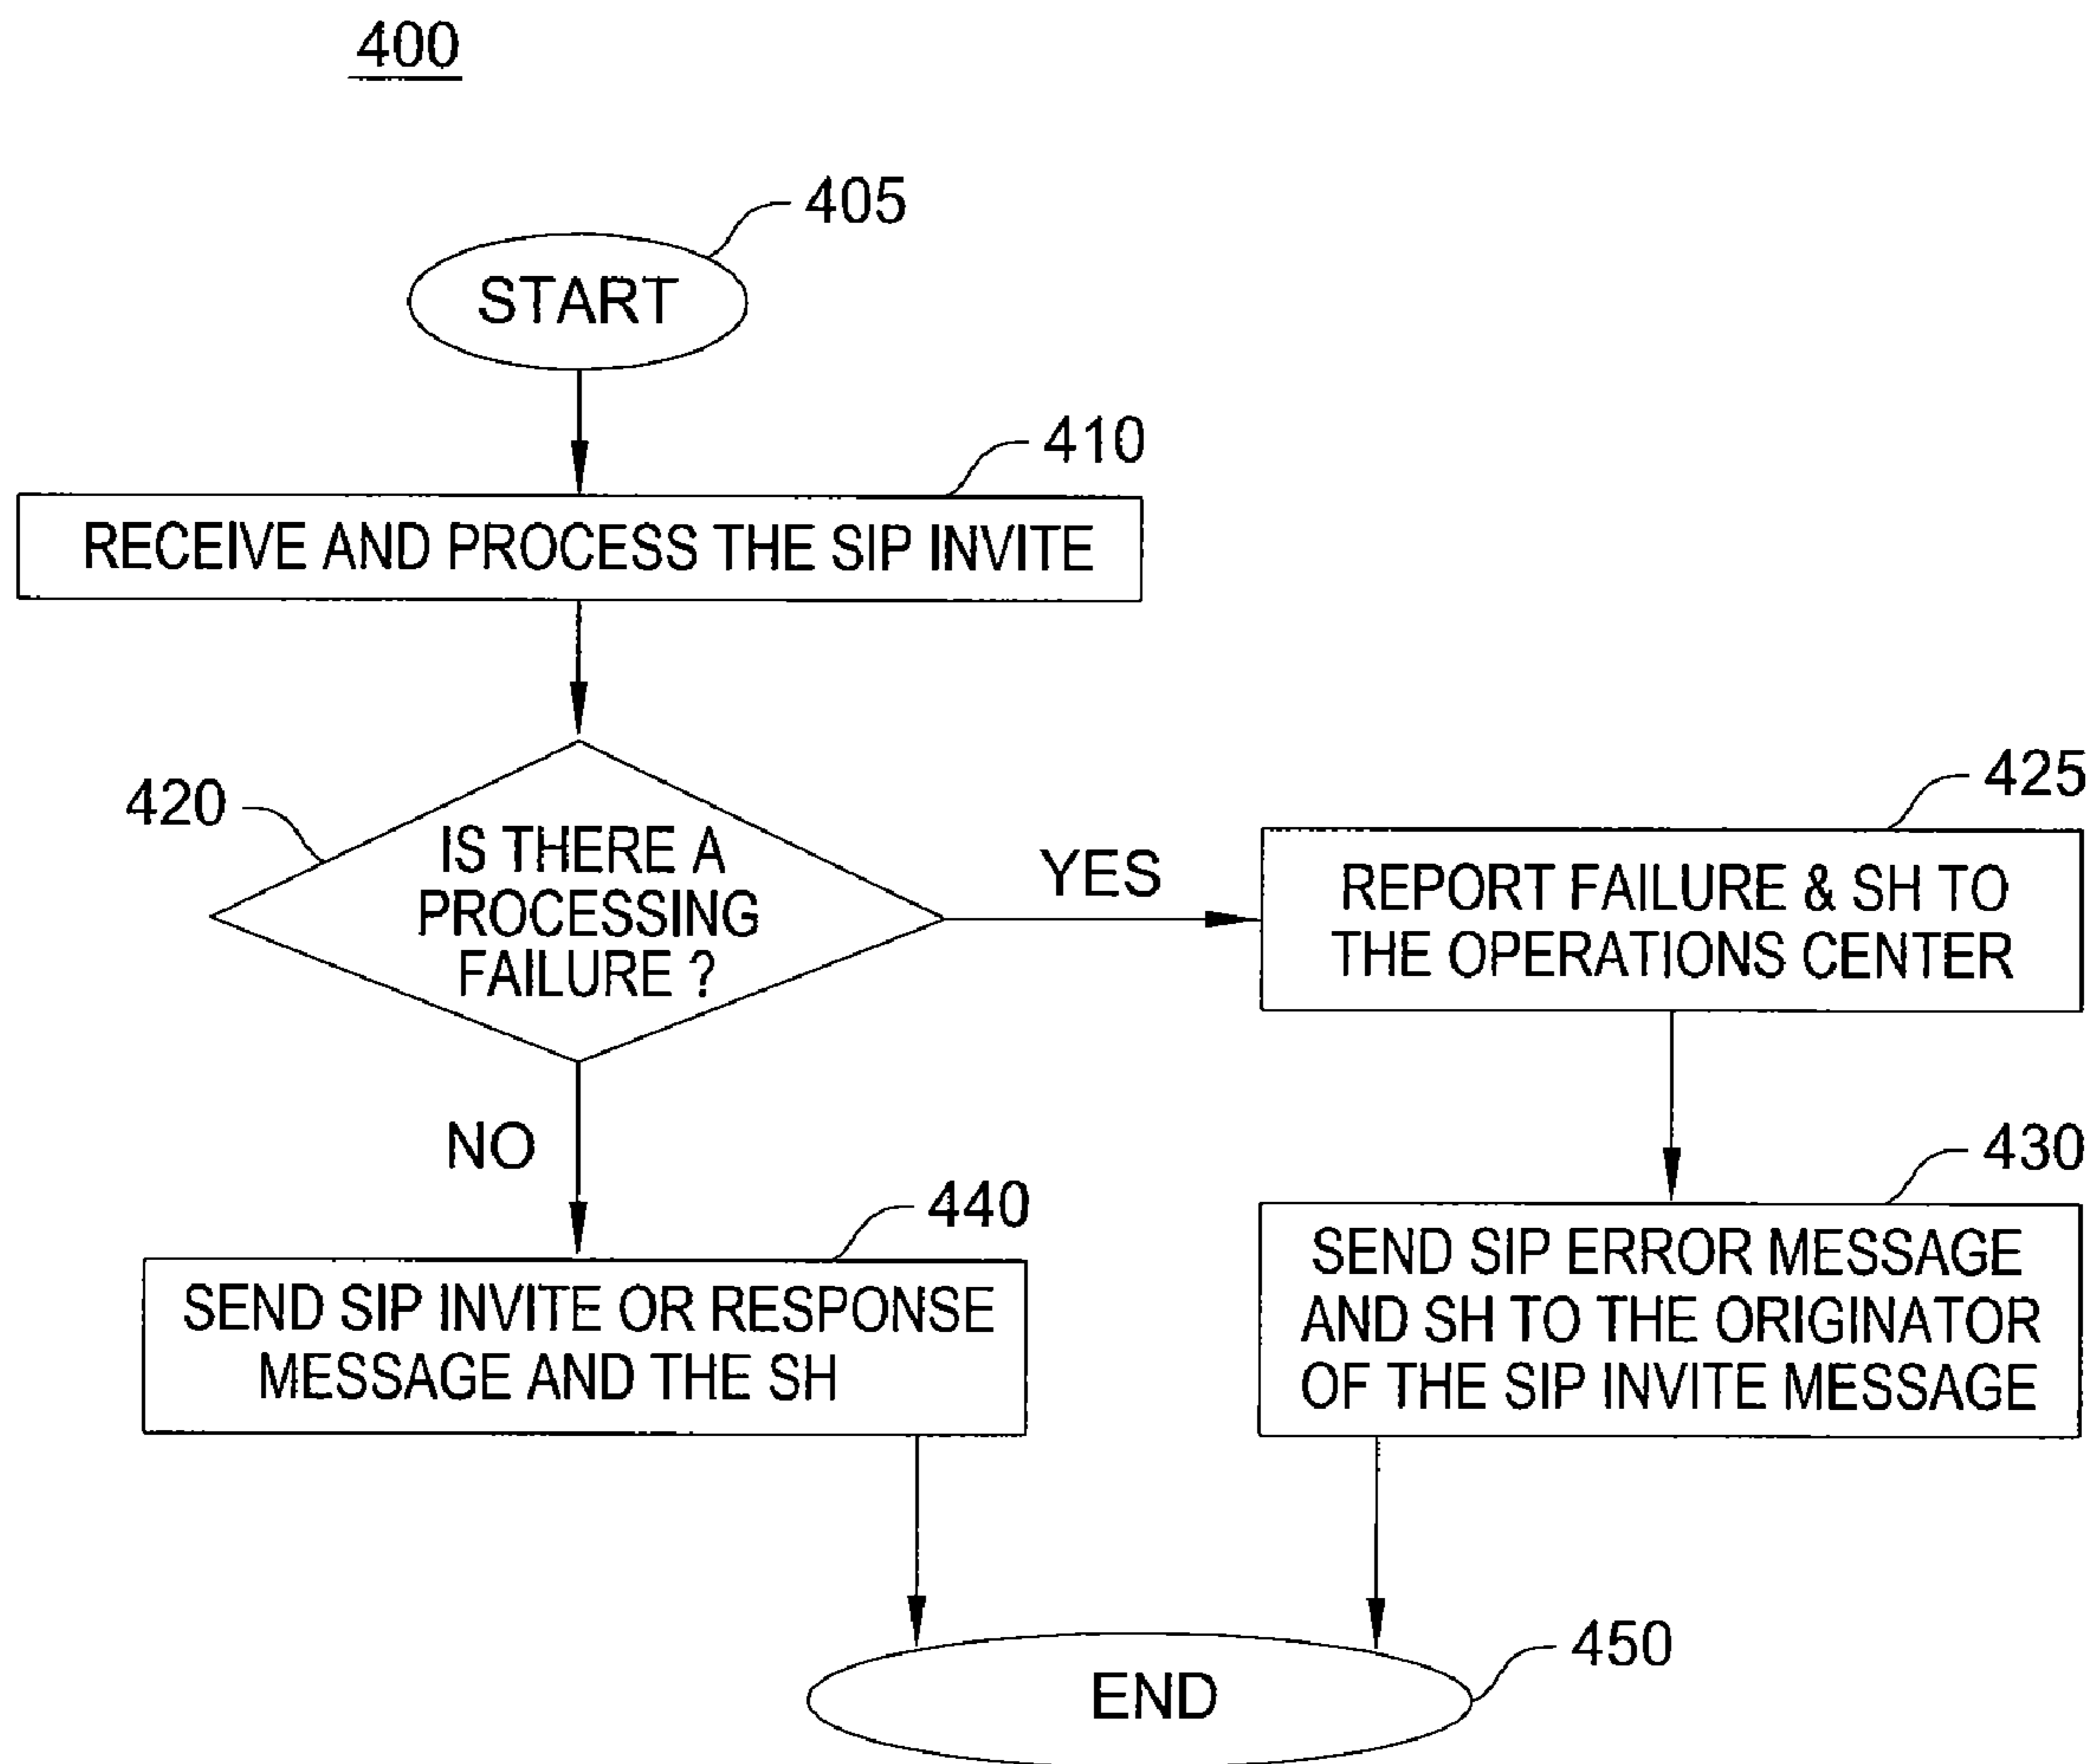 400
405
START
410
RECEIVE AND PROCESS THE SIP INVITE
420
IS THERE A
PROCESSING
FAILURE ?
YES
425
REPORT FAILURE & SH TO
THE OPERATIONS CENTER
NO
430
SEND SIP ERROR MESSAGE
AND SH TO THE ORIGINATOR
OF THE SIP INVITE MESSAGE
440
SEND SIP INVITE OR RESPONSE
MESSAGE AND THE SH
450
END